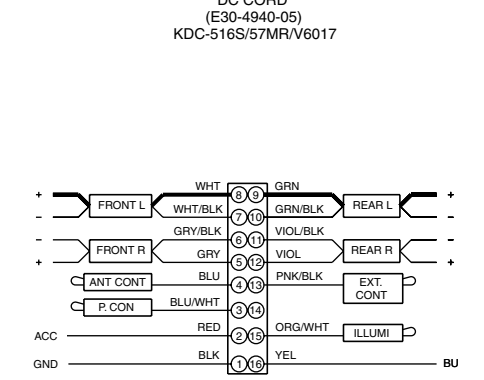 DC CORD
(E30-4940-05)
KDC-516S/57MR/V6017
WHT 8 9 GRN
+ FRONT L REAR L +
- WHT/BLK 7 10 GRN/BLK -
- GRY/BLK 6 11 VIOL/BLK -
FRONT R REAR R
+ GRY 5 12 VIOL +
ANT CONT BLU 4 13 PNK/BLK EXT.
CONT
P. CON BLU/WHT 3 14
ACC RED 2 15 ORG/WHT ILLUMI
GND BLK 1 16 YEL BU